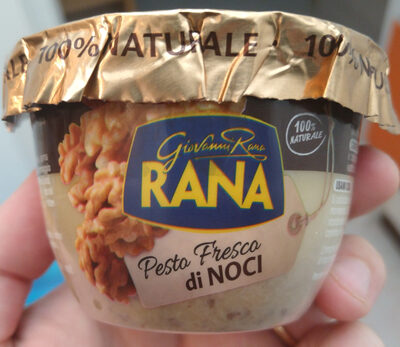 100% NATURALE · 100%
100%
NATURALE
Giovanni Rana
RANA
Pesto Fresco
di NOCI